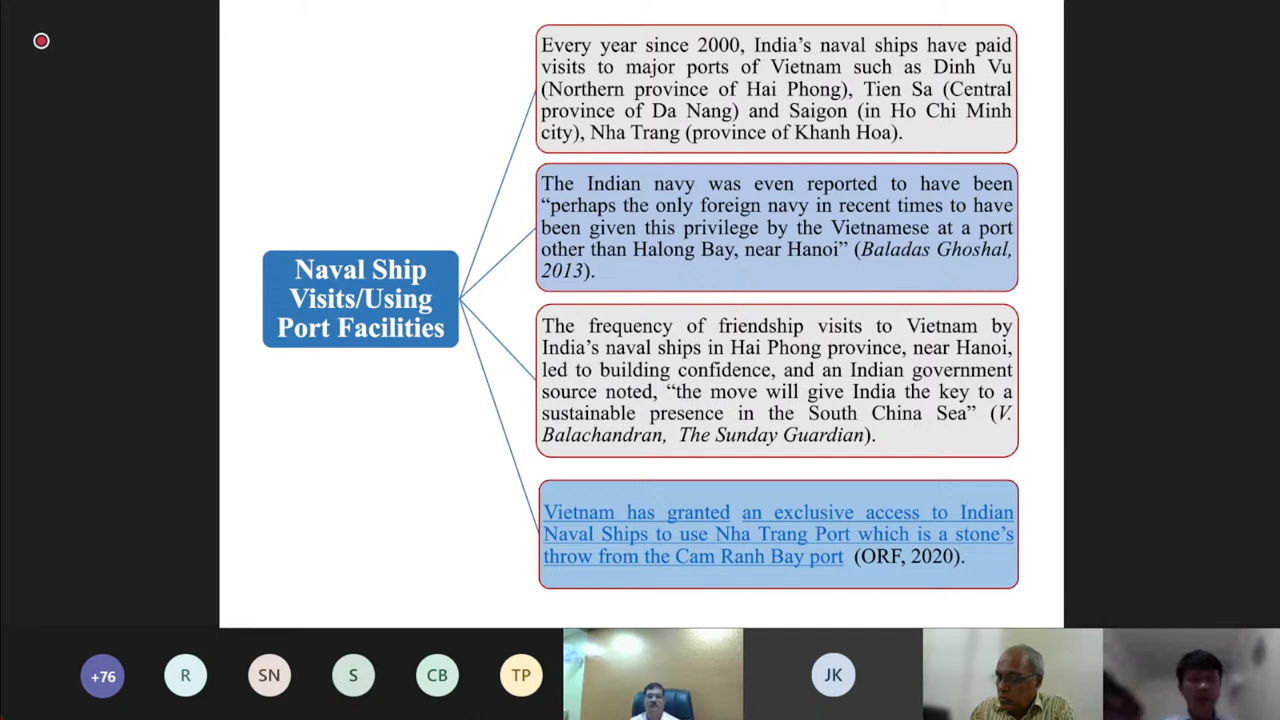 Every year since 2000, India’s naval ships have paid
visits to major ports of Vietnam such as Dinh Vu
(Northern province of Hai Phong), Tien Sa (Central
province of Da Nang) and Saigon (in Ho Chi Minh
city), Nha Trang (province of Khanh Hoa).
The Indian navy was even reported to have been
“perhaps the only foreign navy in recent times to have
been given this privilege by the Vietnamese at a port
other than Halong Bay, near Hanoi” (Baladas Ghoshal,
2013).
Naval Ship
Visits/Using
Port Facilities
The frequency of friendship visits to Vietnam by
India’s naval ships in Hai Phong province, near Hanoi,
led to building confidence, and an Indian government
source noted, “the move will give India the key to a
sustainable presence in the South China Sea” (V.
Balachandran, The Sunday Guardian).
Vietnam has granted an exclusive access to Indian
Naval Ships to use Nha Trang Port which is a stone’s
throw from the Cam Ranh Bay port (ORF, 2020).
+76
R
SN
S
CB
TP
JK